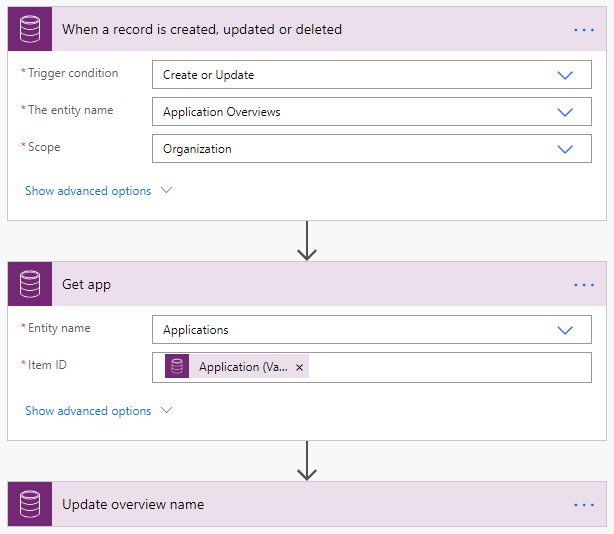 When a record is created, updated or deleted
* Trigger condition Create or Update
* The entity name Application Overviews
* Scope Organization
Show advanced options
Get app
* Entity name Applications
* Item ID Application (Va... ×
Show advanced options
Update overview name